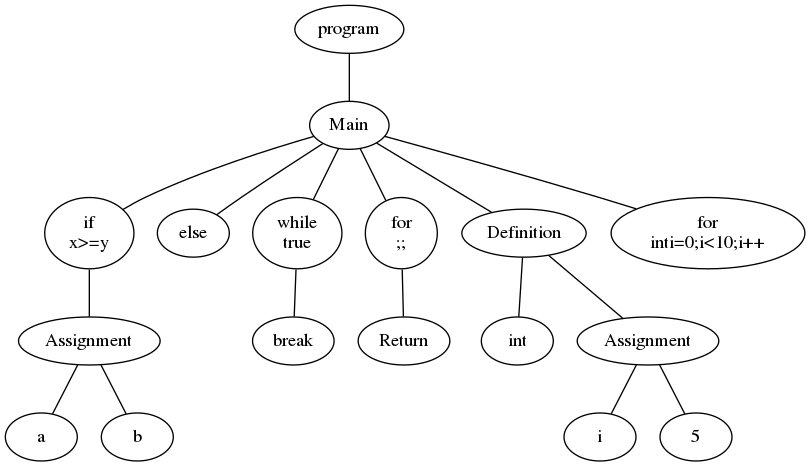 program
Main
if
x>=y
else
while
true
for
;;
Definition
for
inti=0;i<10;i++
Assignment
break
Return
int
Assignment
a
b
i
5